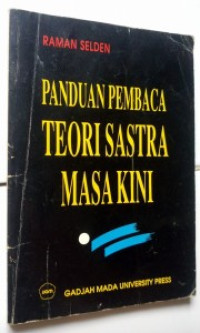 RAMAN SELDEN
PANDUAN PEMBACA
TEORI SASTRA
MASA KINI
GADJAH MADA UNIVERSITY PRESS